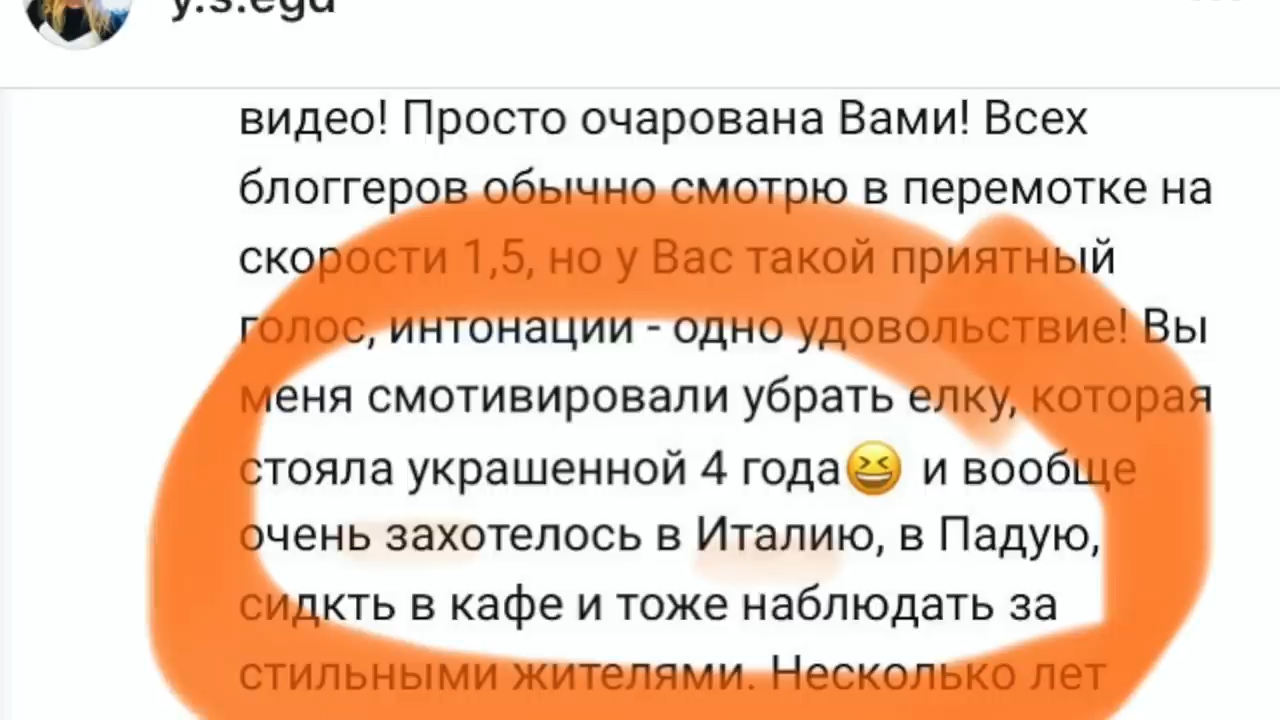 видео! Просто очарована Вами! Всех
блоггеров обычно смотрю в перемотке на
скорости 1,5, но у Вас такой приятный
голос, интонации - одно удовольствие! Вы
меня смотивировали убрать елку, которая
стояла украшенной 4 года😆 и вообще
очень захотелось в Италию, в Падую,
сидкть в кафе и тоже наблюдать за
стильными жителями. Несколько лет